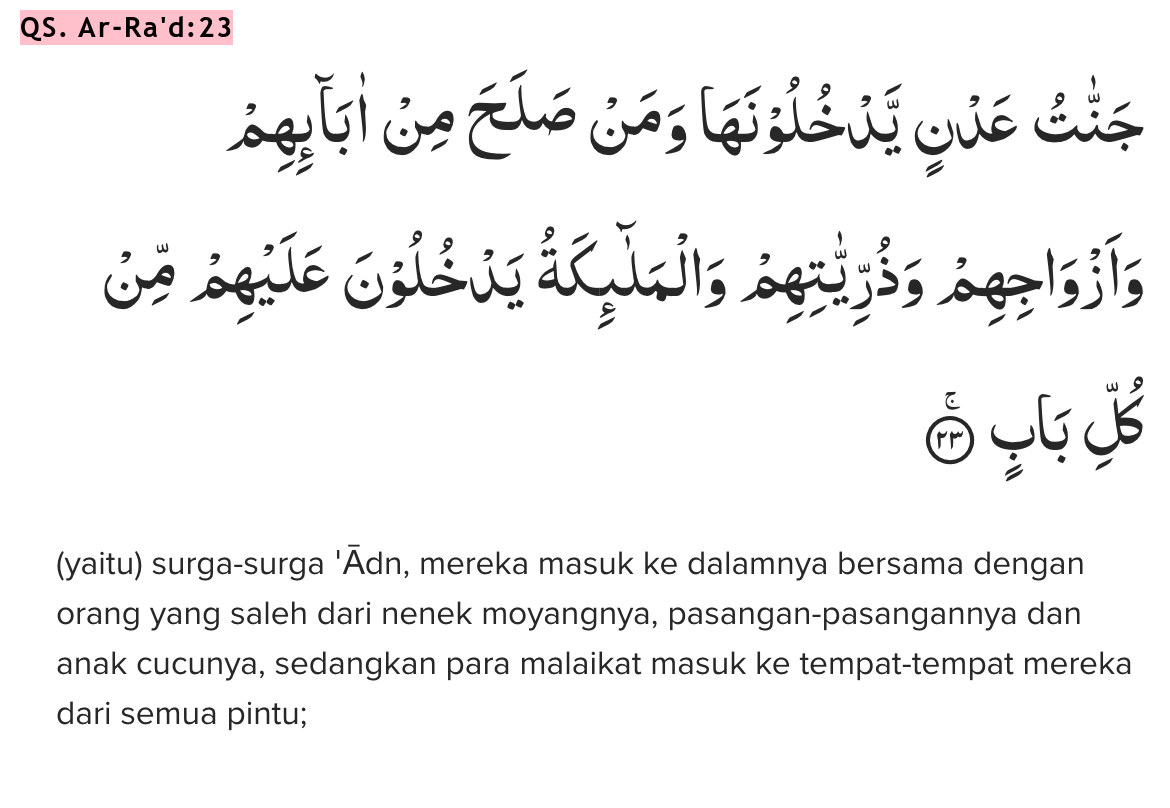 QS. Ar-Ra'd:23
جَنّٰتُ عَدْنٍ يَّدْخُلُوْنَهَا وَمَنْ صَلَحَ مِنْ اٰبَاۤىِٕهِمْ
وَاَزْوَاجِهِمْ وَذُرِّيّٰتِهِمْ وَالْمَلٰۤىِٕكَةُ يَدْخُلُوْنَ عَلَيْهِمْ مِّنْ
كُلِّ بَابٍۚ ٢٣
(yaitu) surga-surga 'Ādn, mereka masuk ke dalamnya bersama dengan
orang yang saleh dari nenek moyangnya, pasangan-pasangannya dan
anak cucunya, sedangkan para malaikat masuk ke tempat-tempat mereka
dari semua pintu;